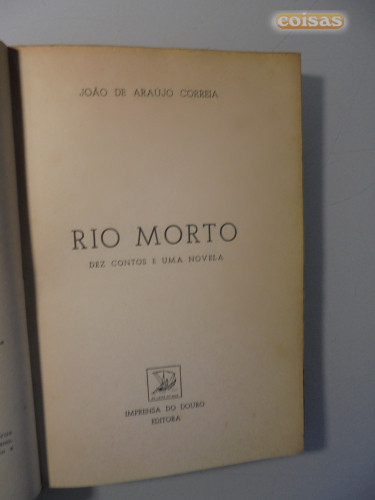 coisas
JOÃO DE ARAUJO CORREIA
RIO MORTO
DEZ CONTOS E UMA NOVELA
IMPRENSA DO DOURO
EDITORA